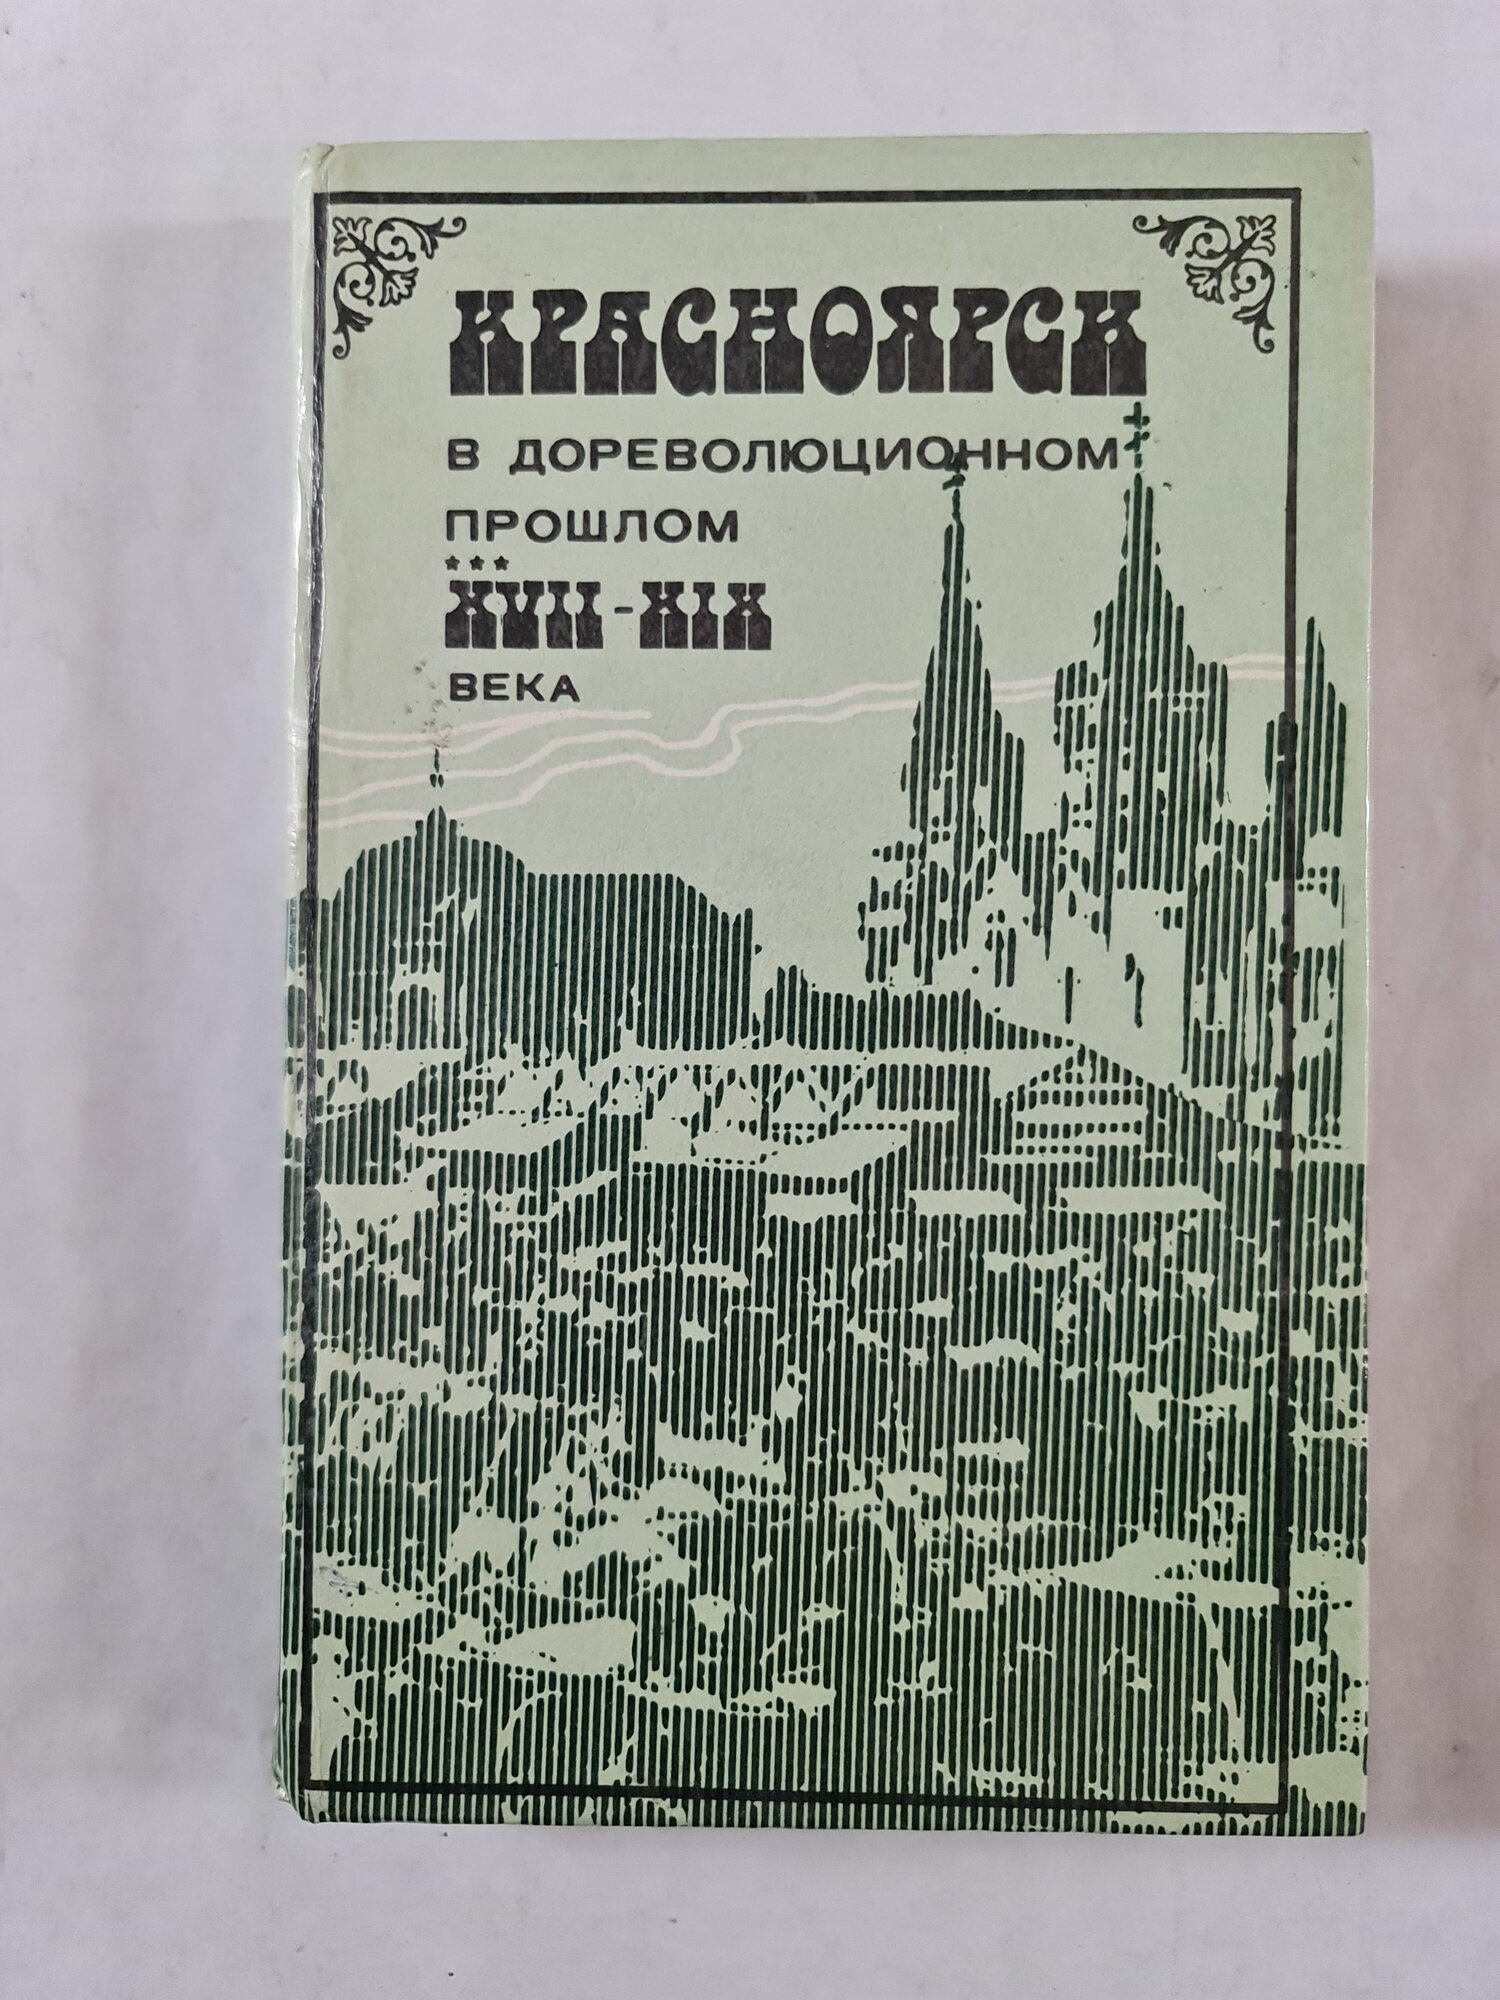 КРАСНОЯРСК
В ДОРЕВОЛЮЦИОННОМ
ПРОШЛОМ
***
XVII-XIX
ВЕКА